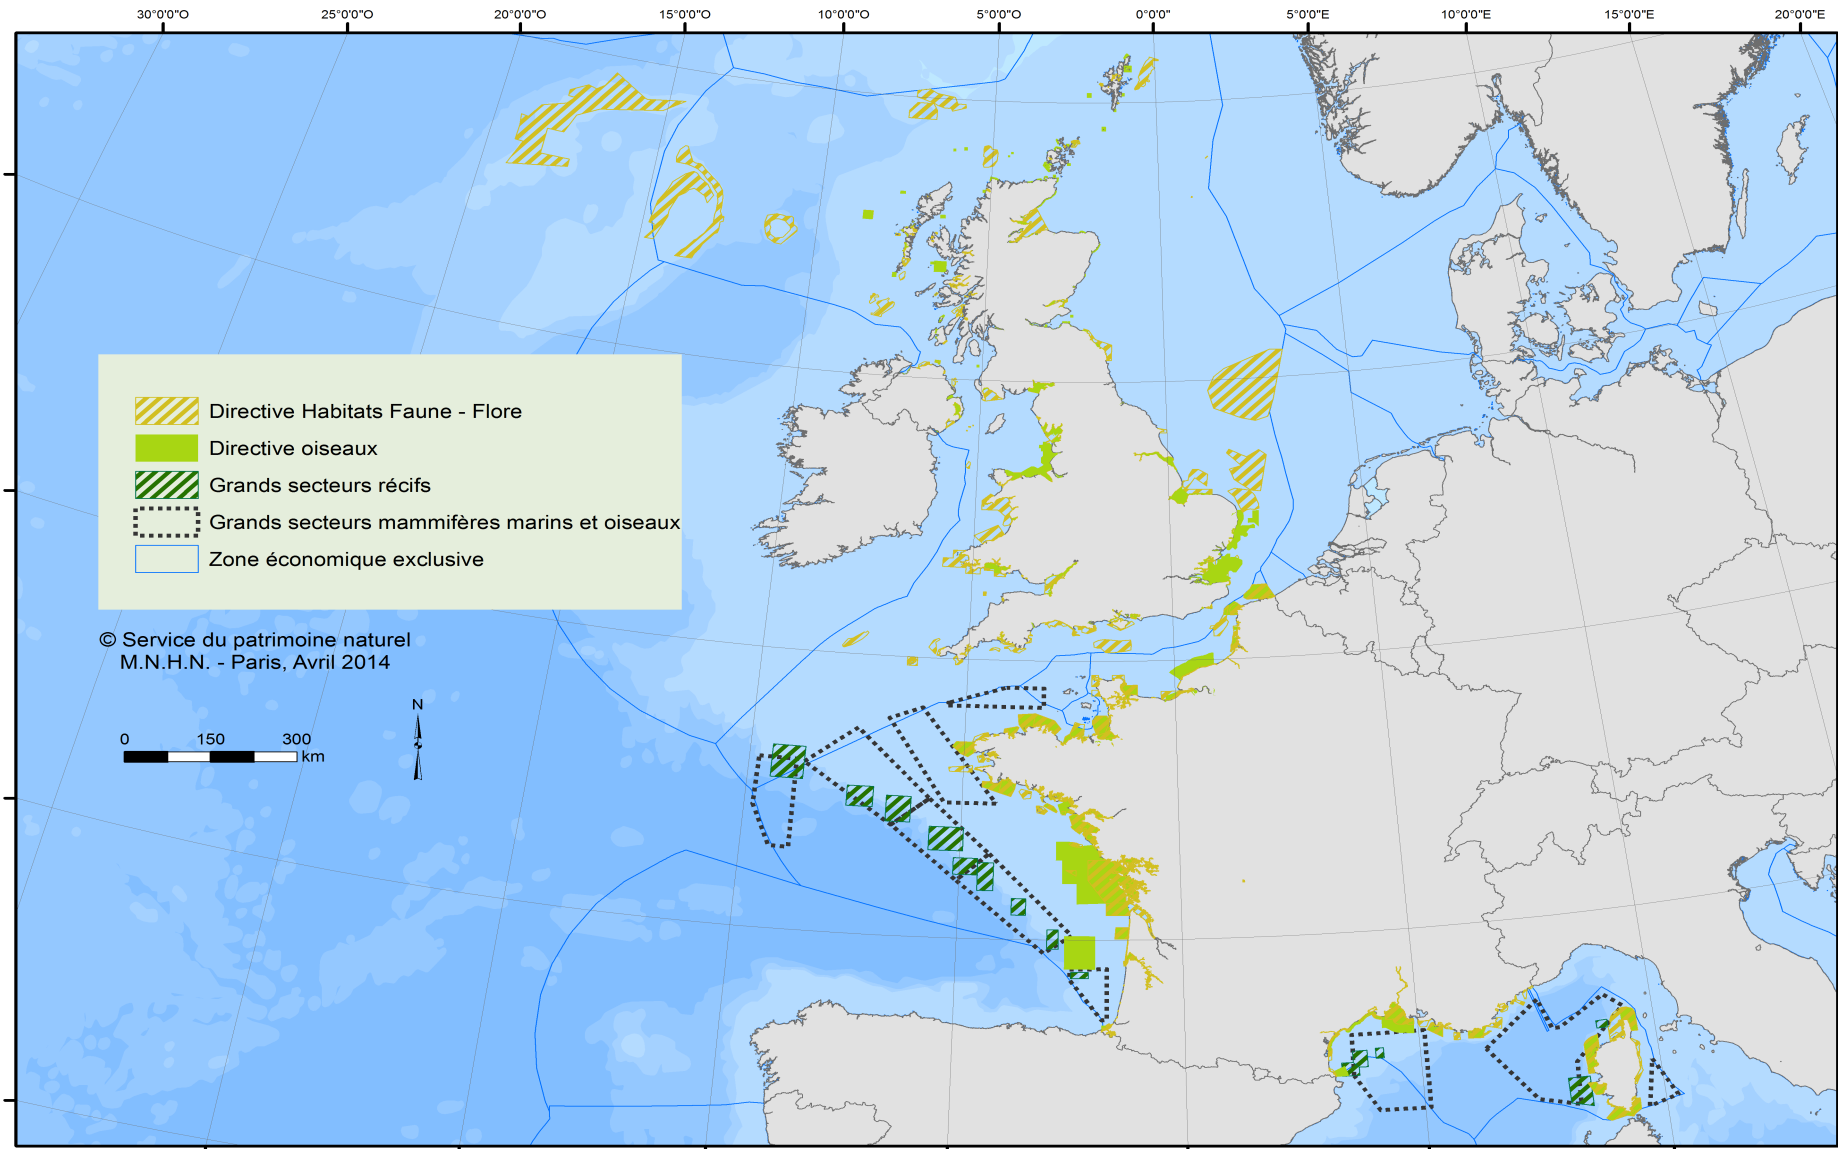 30°0'0"O 25°0'0"O 20°0'0"O 15°0'0"O 10°0'0"O 5°0'0"O 0°0'0"E 5°0'0"E 10°0'0"E 15°0'0"E 20°0'0"E
Directive Habitats Faune - Flore
Directive oiseaux
Grands secteurs récifs
Grands secteurs mammifères marins et oiseaux
Zone économique exclusive
© Service du patrimoine naturel
M.N.H.N. - Paris, Avril 2014
N
0 150 300
km